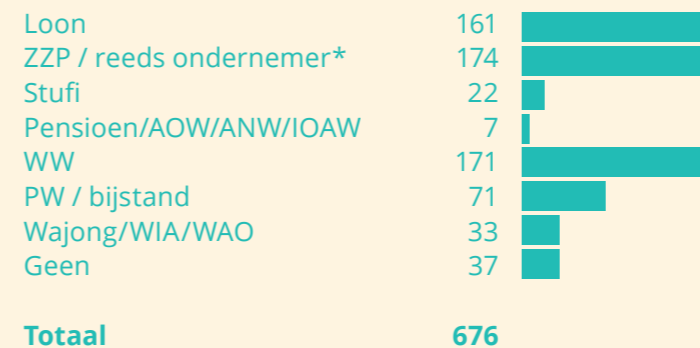 Loon 161
ZZP / reeds ondernemer* 174
Stufi 22
Pensioen/AOW/ANW/IOAW 7
WW 171
PW / bijstand 71
Wajong/WIA/WAO 33
Geen 37
Totaal 676